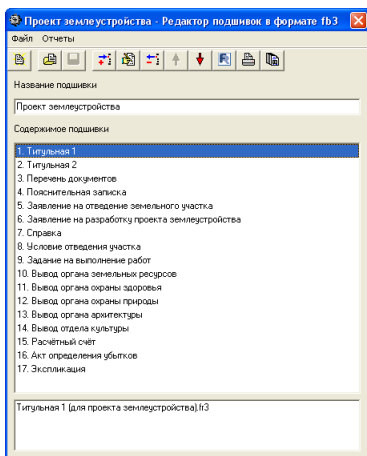 Проект землеустройства - Редактор подшивок в формате fb3
Файл Отчеты
Название подшивки
Проект землеустройства
Содержимое подшивки
1. Титульная 1
2. Титульная 2
3. Перечень документов
4. Пояснительная записка
5. Заявление на отведение земельного участка
6. Заявление на разработку проекта землеустройства
7. Справка
8. Условие отведения участка
9. Задание на выполнение работ
10. Вывод органа земельных ресурсов
11. Вывод органа охраны здоровья
12. Вывод органа охраны природы
13. Вывод органа архитектуры
14. Вывод отдела культуры
15. Расчётный счёт
16. Акт определения убытков
17. Экспликация
Титульная 1 (для проекта землеустройства).fr3